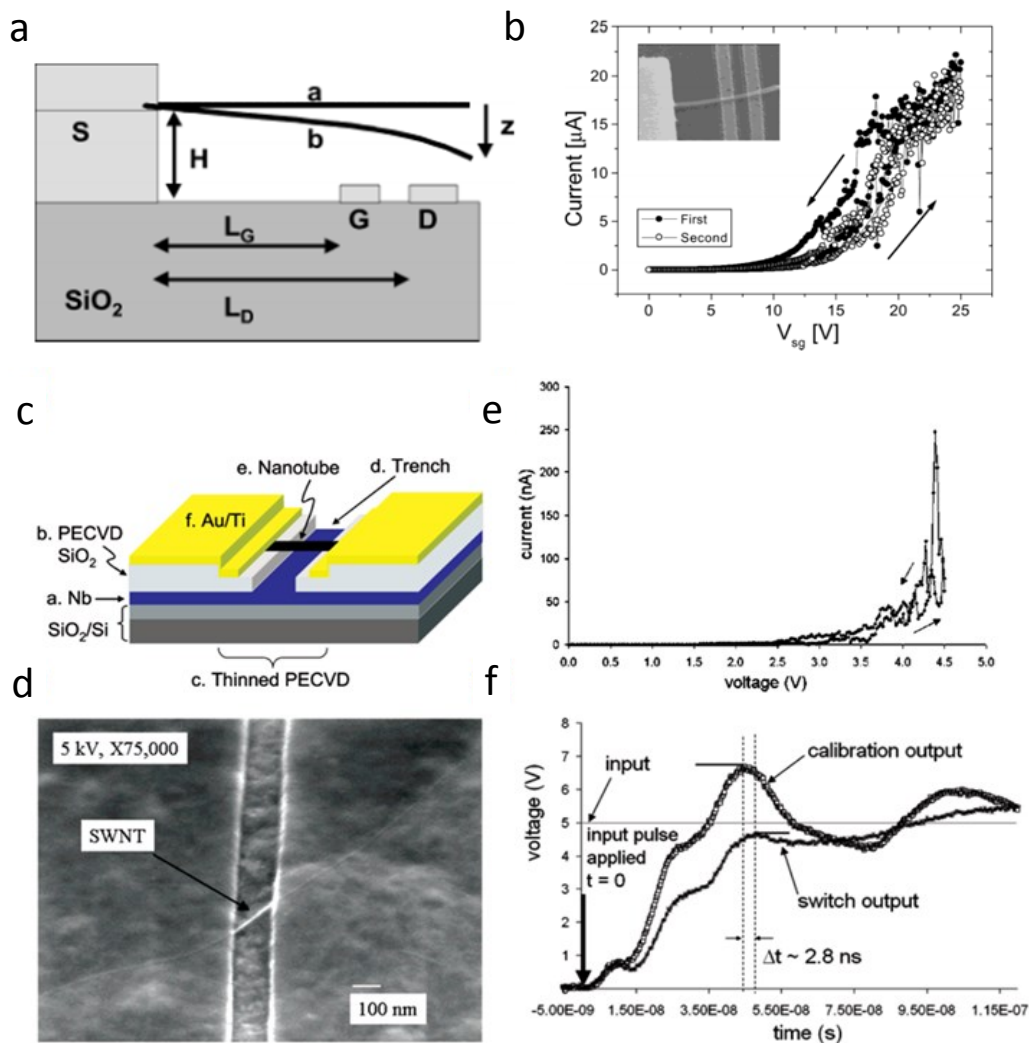 a
S
a
b
z
H
G
D
L_G
L_D
SiO₂
b
25
20
15
10
5
0
Current [μA]
First
Second
0
5
10
15
20
25
V_sg [V]
c
e. Nanotube
d. Trench
f. Au/Ti
b. PECVD
SiO₂
a. Nb
SiO₂/Si
c. Thinned PECVD
e
300
250
200
150
100
50
0
current (nA)
0.0
0.5
1.0
1.5
2.0
2.5
3.0
3.5
4.0
4.5
5.0
voltage (V)
d
5 kV, X75,000
SWNT
100 nm
f
8
7
6
5
4
3
2
1
voltage (V)
input
calibration output
input pulse
applied
t = 0
switch output
Δt ~ 2.8 ns
-5.00E-09
1.50E-08
3.50E-08
5.50E-08
7.50E-08
9.50E-08
1.15E-07
time (s)